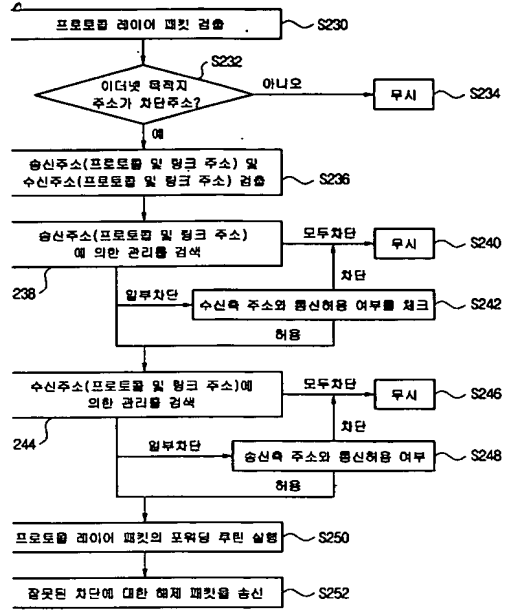 프로토콜 레이어 패킷 검출
S230
S232
이더넷 목적지
주소가 차단주소?
아니오
무시
S234
예
송신주소(프로토콜 및 링크 주소) 및
수신주소(프로토콜 및 링크 주소) 검출
S236
송신주소(프로토콜 및 링크 주소)
에 의한 관리룰 검색
모두차단
무시
S240
238
차단
일부차단
수신측 주소와 통신허용 여부를 체크
S242
허용
수신주소(프로토콜 및 링크 주소)에
의한 관리룰 검색
모두차단
무시
S246
244
차단
일부차단
송신측 주소와 통신허용 여부
S248
허용
프로토콜 레이어 패킷의 포워딩 루틴 실행
S250
잘못된 차단에 대한 해제 패킷을 송신
S252